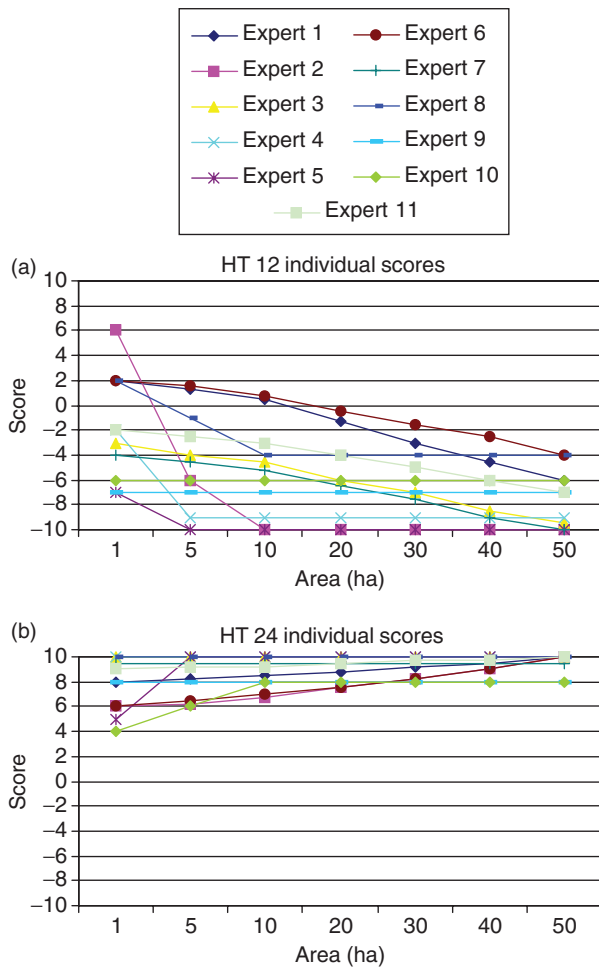 Expert 1
Expert 6
Expert 2
Expert 7
Expert 3
Expert 8
Expert 4
Expert 9
Expert 5
Expert 10
Expert 11
(a)
HT 12 individual scores
10
8
6
4
2
0
−2
−4
−6
−8
−10
Score
1 5 10 20 30 40 50
Area (ha)
(b)
HT 24 individual scores
10
8
6
4
2
0
−2
−4
−6
−8
−10
Score
1 5 10 20 30 40 50
Area (ha)